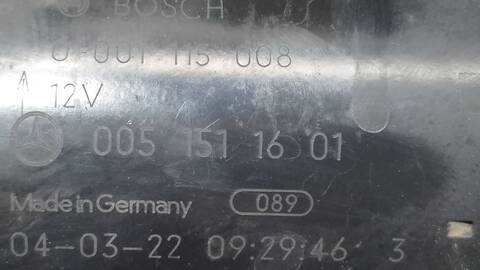 BOSCH
0 001 115 008
12V
005 151 16 01
Made in Germany 089
04-03-22 09:29:46 3